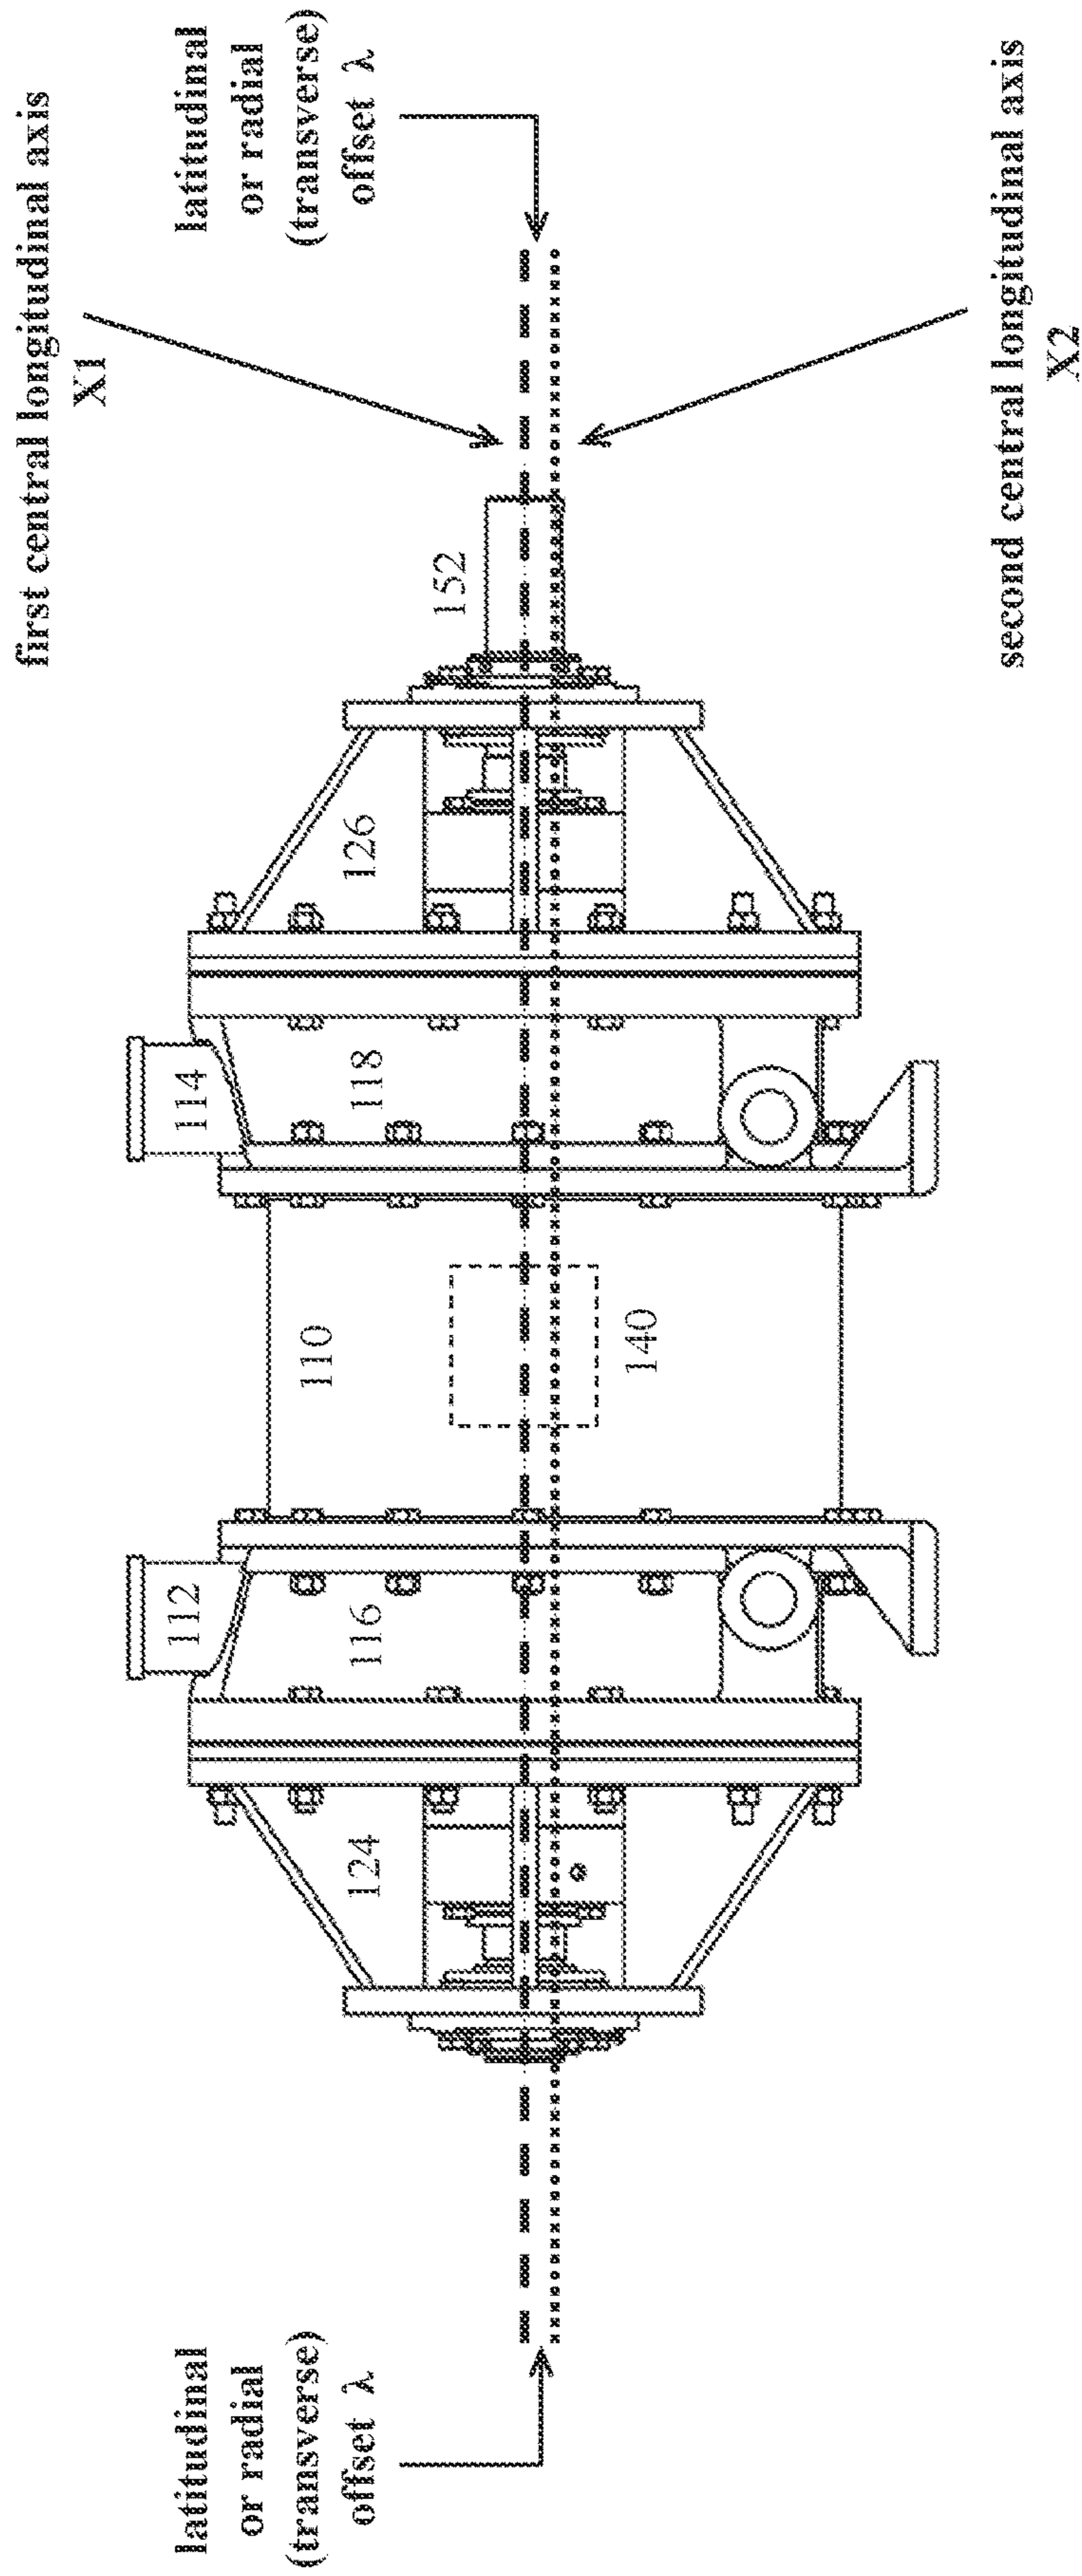 first central longitudinal axis
X1
latitudinal
or radial
(transverse)
offset λ
latitudinal
or radial
(transverse)
offset λ
112
114
124
116
110
118
126
152
140
second central longitudinal axis
X2